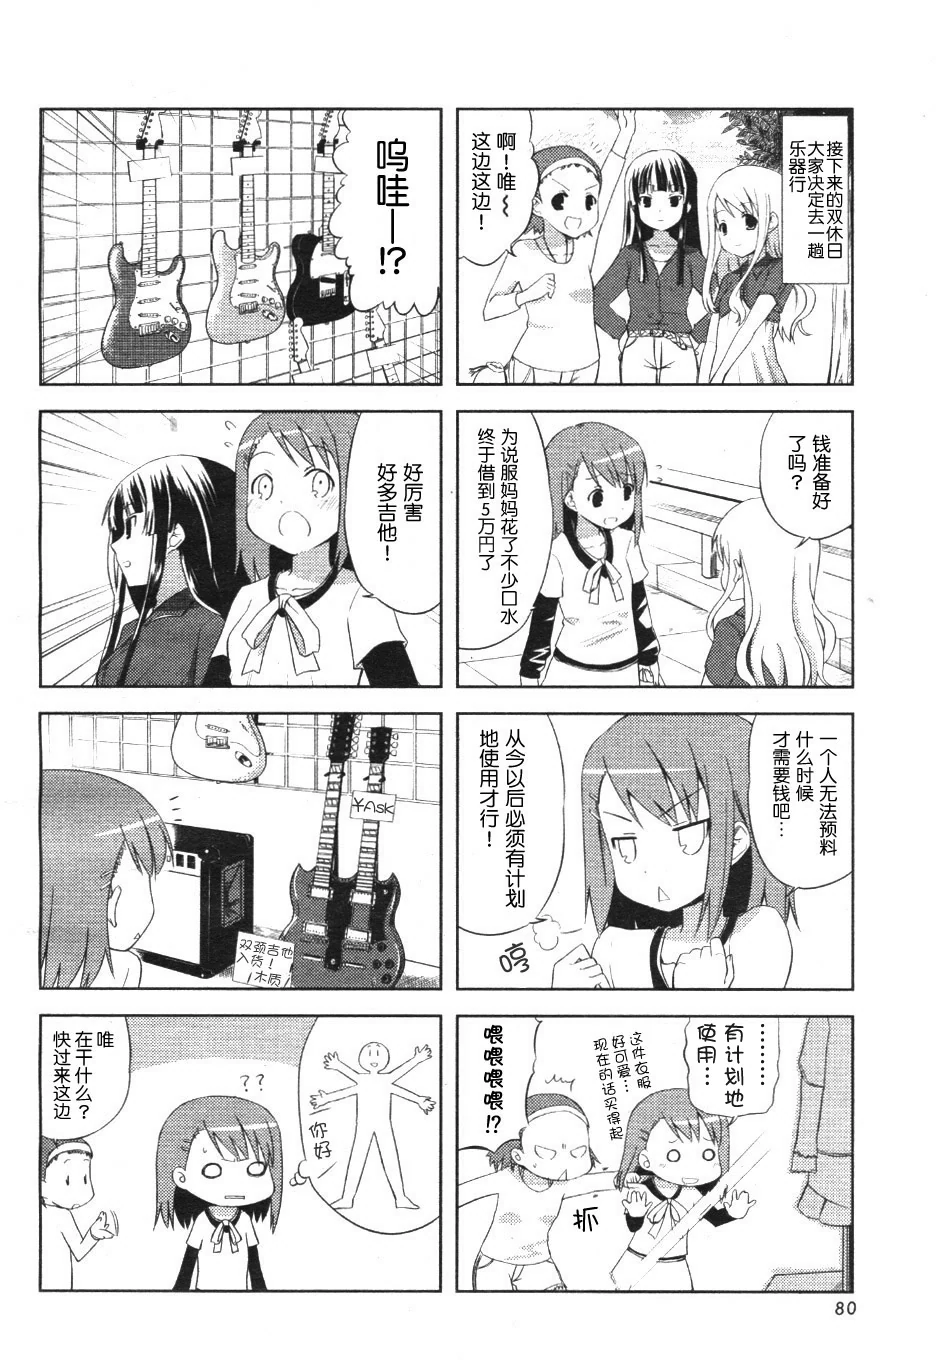 接下来的双休日
大家决定去一趟
乐器行
啊！唯～
这边这边！
钱准备好
了吗？
为说服妈妈花了不少口水
终于借到5万円了
一个人无法预料
什么时候
才需要钱吧…
从今以后必须有计划
地使用才行！
哼
………
有计划地
使用…
这件衣服
好可爱…
现在的话买得起
喂喂喂喂！？
抓
呜哇—！？
好厉害
好多吉他！
¥ASK
双颈吉他
入货！
木质
你好
？？
唯
在干什么？
快过来这边
80